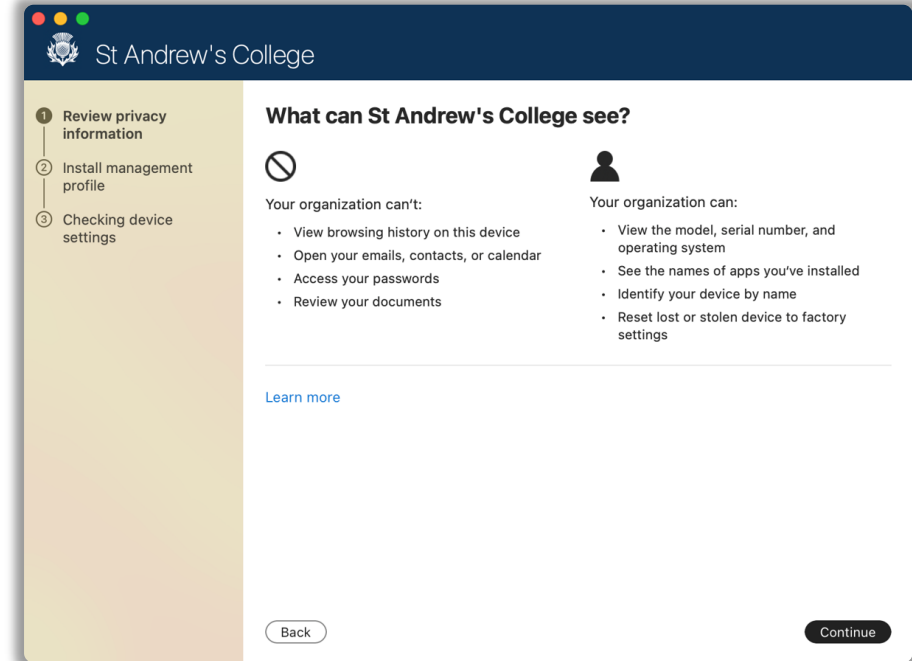 St Andrew's College
1 Review privacy
information
2 Install management
profile
3 Checking device
settings
What can St Andrew's College see?
Your organization can't:
• View browsing history on this device
• Open your emails, contacts, or calendar
• Access your passwords
• Review your documents
Your organization can:
• View the model, serial number, and
operating system
• See the names of apps you've installed
• Identify your device by name
• Reset lost or stolen device to factory
settings
Learn more
Back
Continue